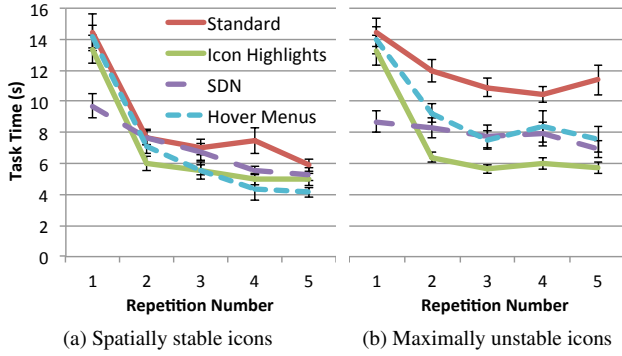 16
14
12
10
8
6
4
2
0
Task Time (s)
Standard
Icon Highlights
SDN
Hover Menus
1 2 3 4 5
Repetition Number
(a) Spatially stable icons
1 2 3 4 5
Repetition Number
(b) Maximally unstable icons